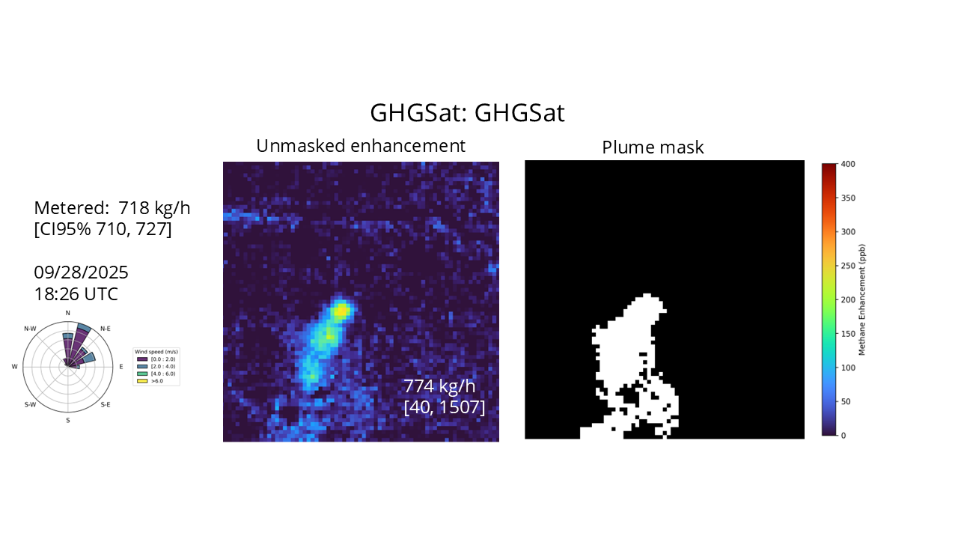 GHGSat: GHGSat
Unmasked enhancement
Plume mask
Metered: 718 kg/h
[CI95% 710, 727]
09/28/2025
18:26 UTC
N
N-W
N-E
W
E
S-W
S-E
S
Wind speed (m/s)
[0.0 : 2.0)
[2.0 : 4.0)
[4.0 : 6.0)
>6.0
774 kg/h
[40, 1507]
400
350
300
250
200
150
100
50
0
Methane Enhancement (ppb)